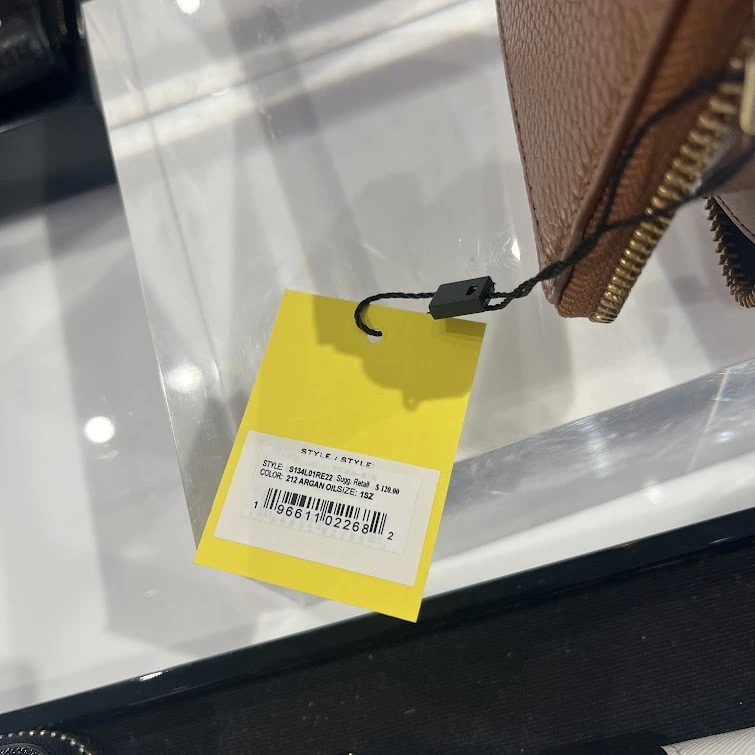 STYLE / STYLE:
STYLE: S134L01RE22 Sugg. Retail $ 120.00
COLOR: 212 ARGAN OILSIZE: 1SZ
1 96611 02268 2